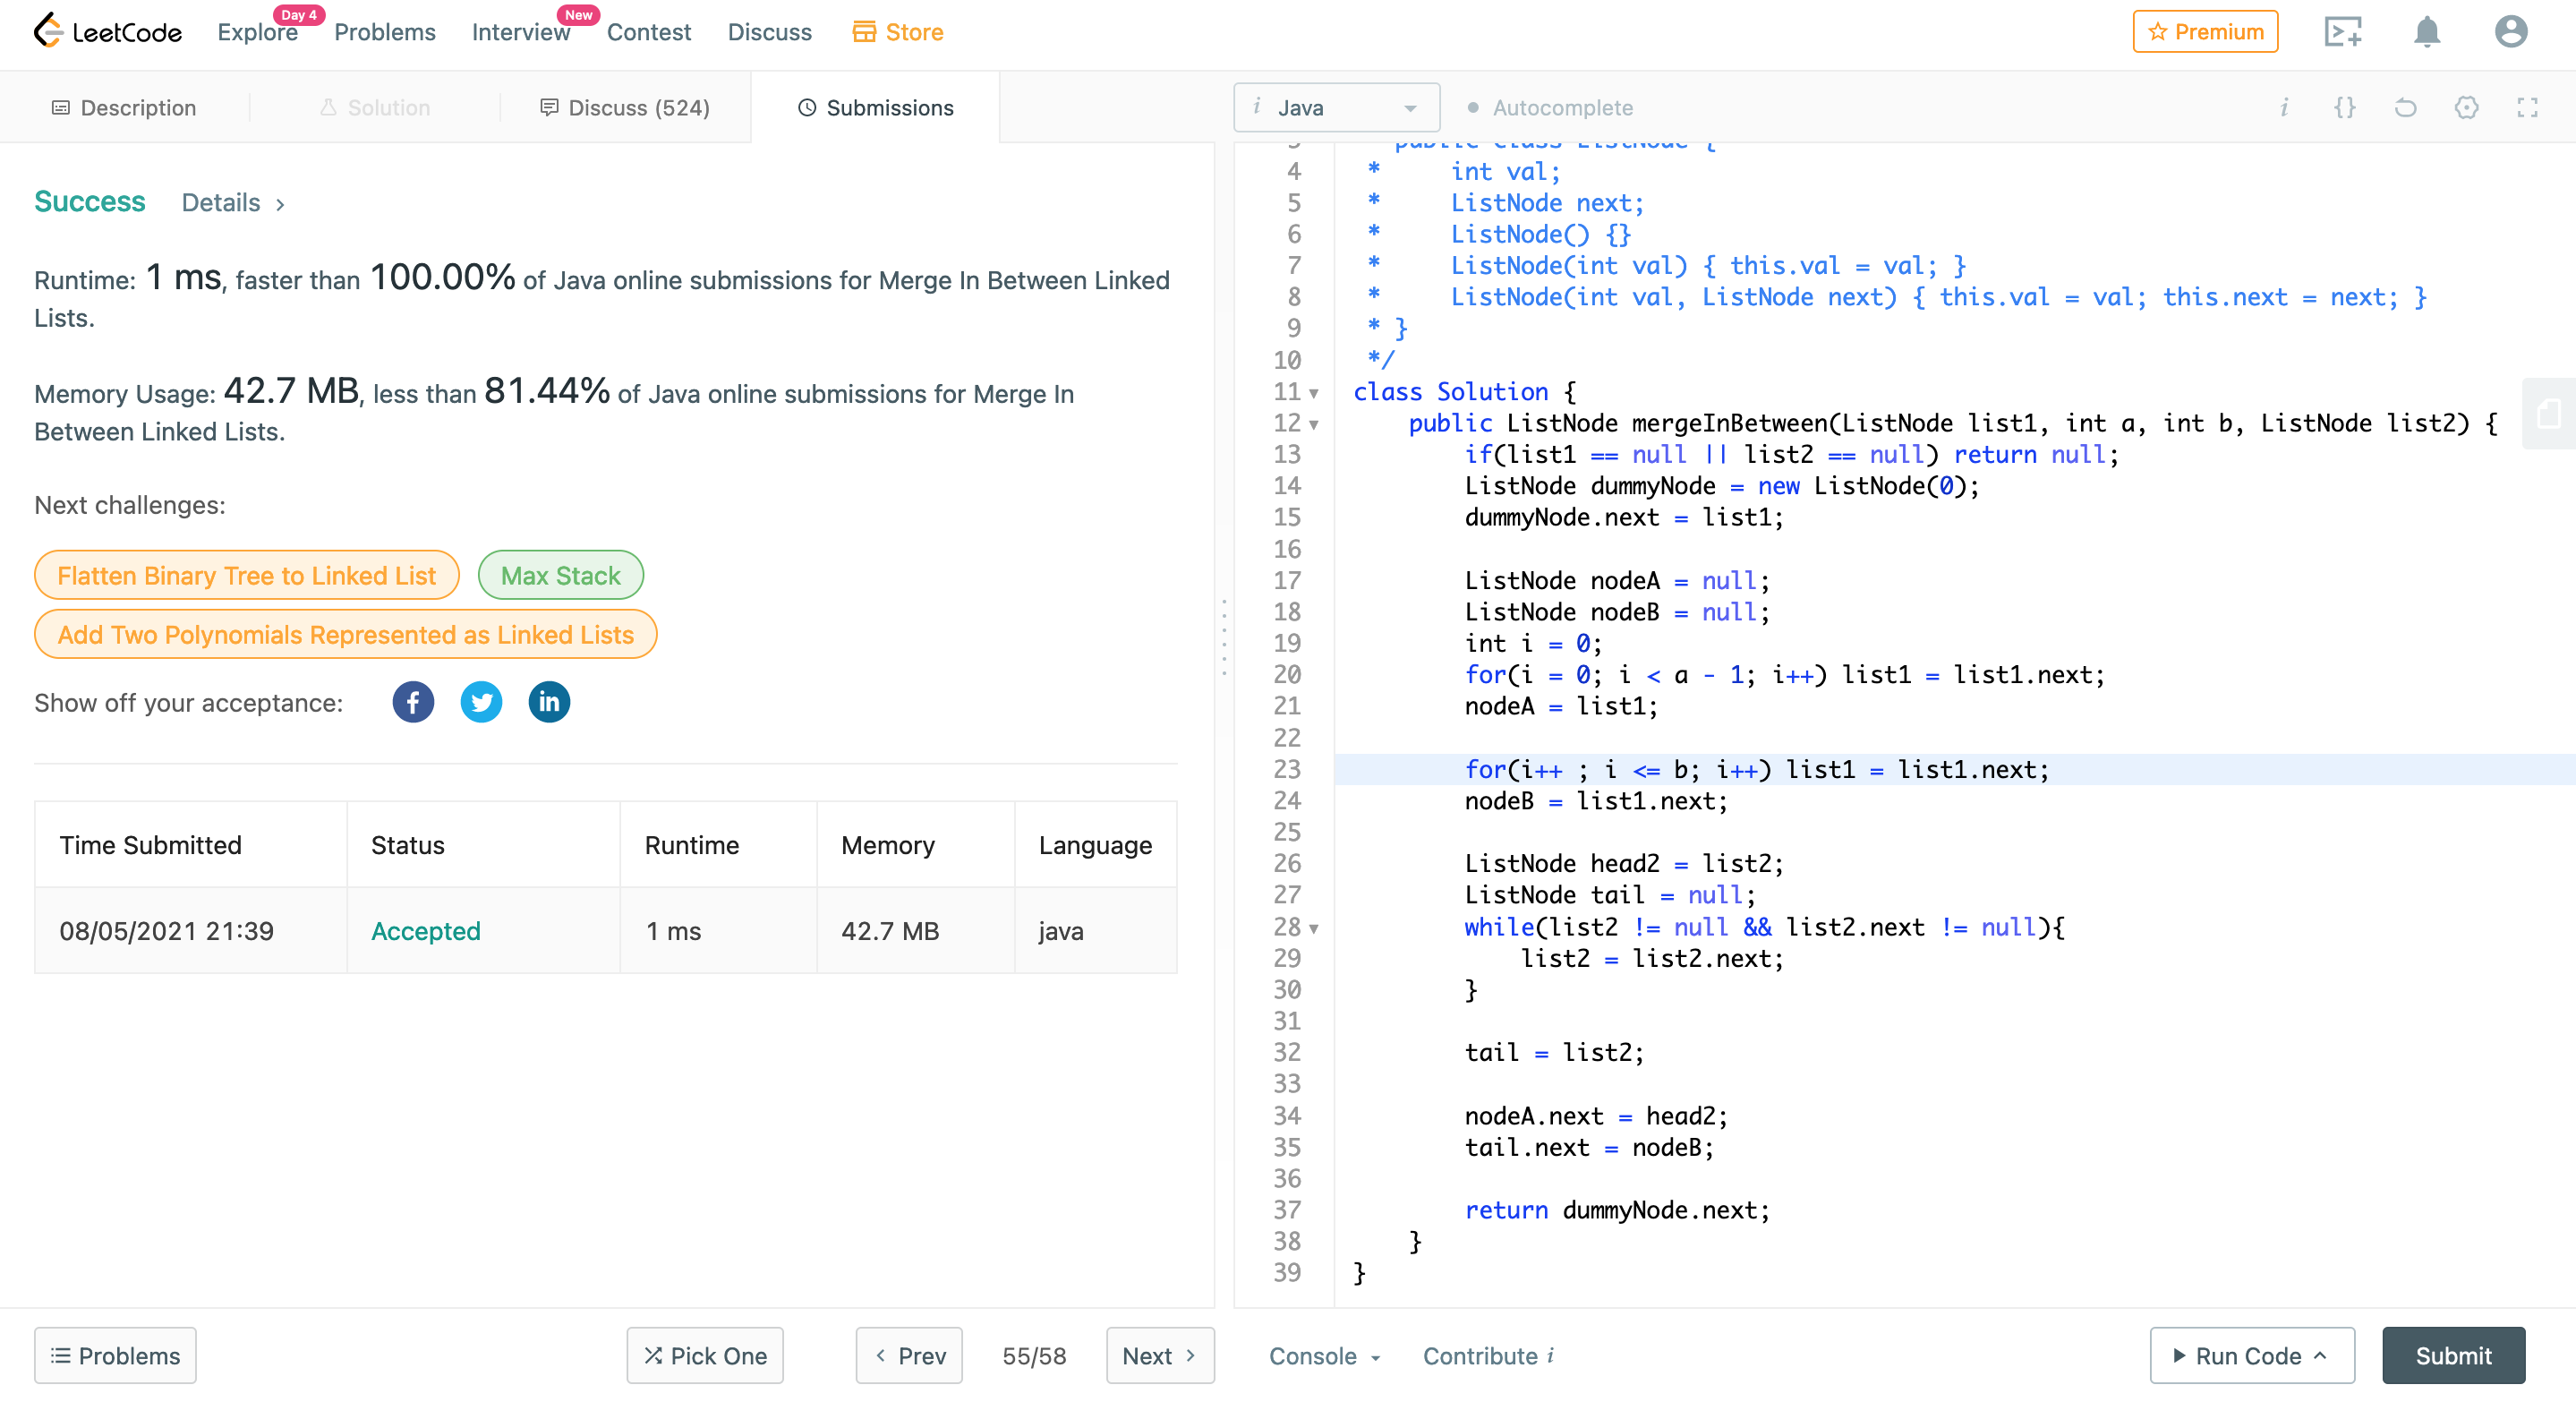 LeetCode Explore Day 4 Problems Interview New Contest Discuss Store Premium
Description Solution Discuss (524) Submissions
Success Details >
Runtime: 1 ms, faster than 100.00% of Java online submissions for Merge In Between Linked
Lists.
Memory Usage: 42.7 MB, less than 81.44% of Java online submissions for Merge In
Between Linked Lists.
Next challenges:
Flatten Binary Tree to Linked List Max Stack
Add Two Polynomials Represented as Linked Lists
Show off your acceptance:
Time Submitted Status Runtime Memory Language
08/05/2021 21:39 Accepted 1 ms 42.7 MB java
Problems Pick One < Prev 55/58 Next >
i Java Autocomplete i {}
3 * public class ListNode {
4 *     int val;
5 *     ListNode next;
6 *     ListNode() {}
7 *     ListNode(int val) { this.val = val; }
8 *     ListNode(int val, ListNode next) { this.val = val; this.next = next; }
9 * }
10 */
11 class Solution {
12     public ListNode mergeInBetween(ListNode list1, int a, int b, ListNode list2) {
13         if(list1 == null || list2 == null) return null;
14         ListNode dummyNode = new ListNode(0);
15         dummyNode.next = list1;
16
17         ListNode nodeA = null;
18         ListNode nodeB = null;
19         int i = 0;
20         for(i = 0; i < a - 1; i++) list1 = list1.next;
21         nodeA = list1;
22
23         for(i++ ; i <= b; i++) list1 = list1.next;
24         nodeB = list1.next;
25
26         ListNode head2 = list2;
27         ListNode tail = null;
28         while(list2 != null && list2.next != null){
29             list2 = list2.next;
30         }
31
32         tail = list2;
33
34         nodeA.next = head2;
35         tail.next = nodeB;
36
37         return dummyNode.next;
38     }
39 }
Console Contribute i Run Code Submit